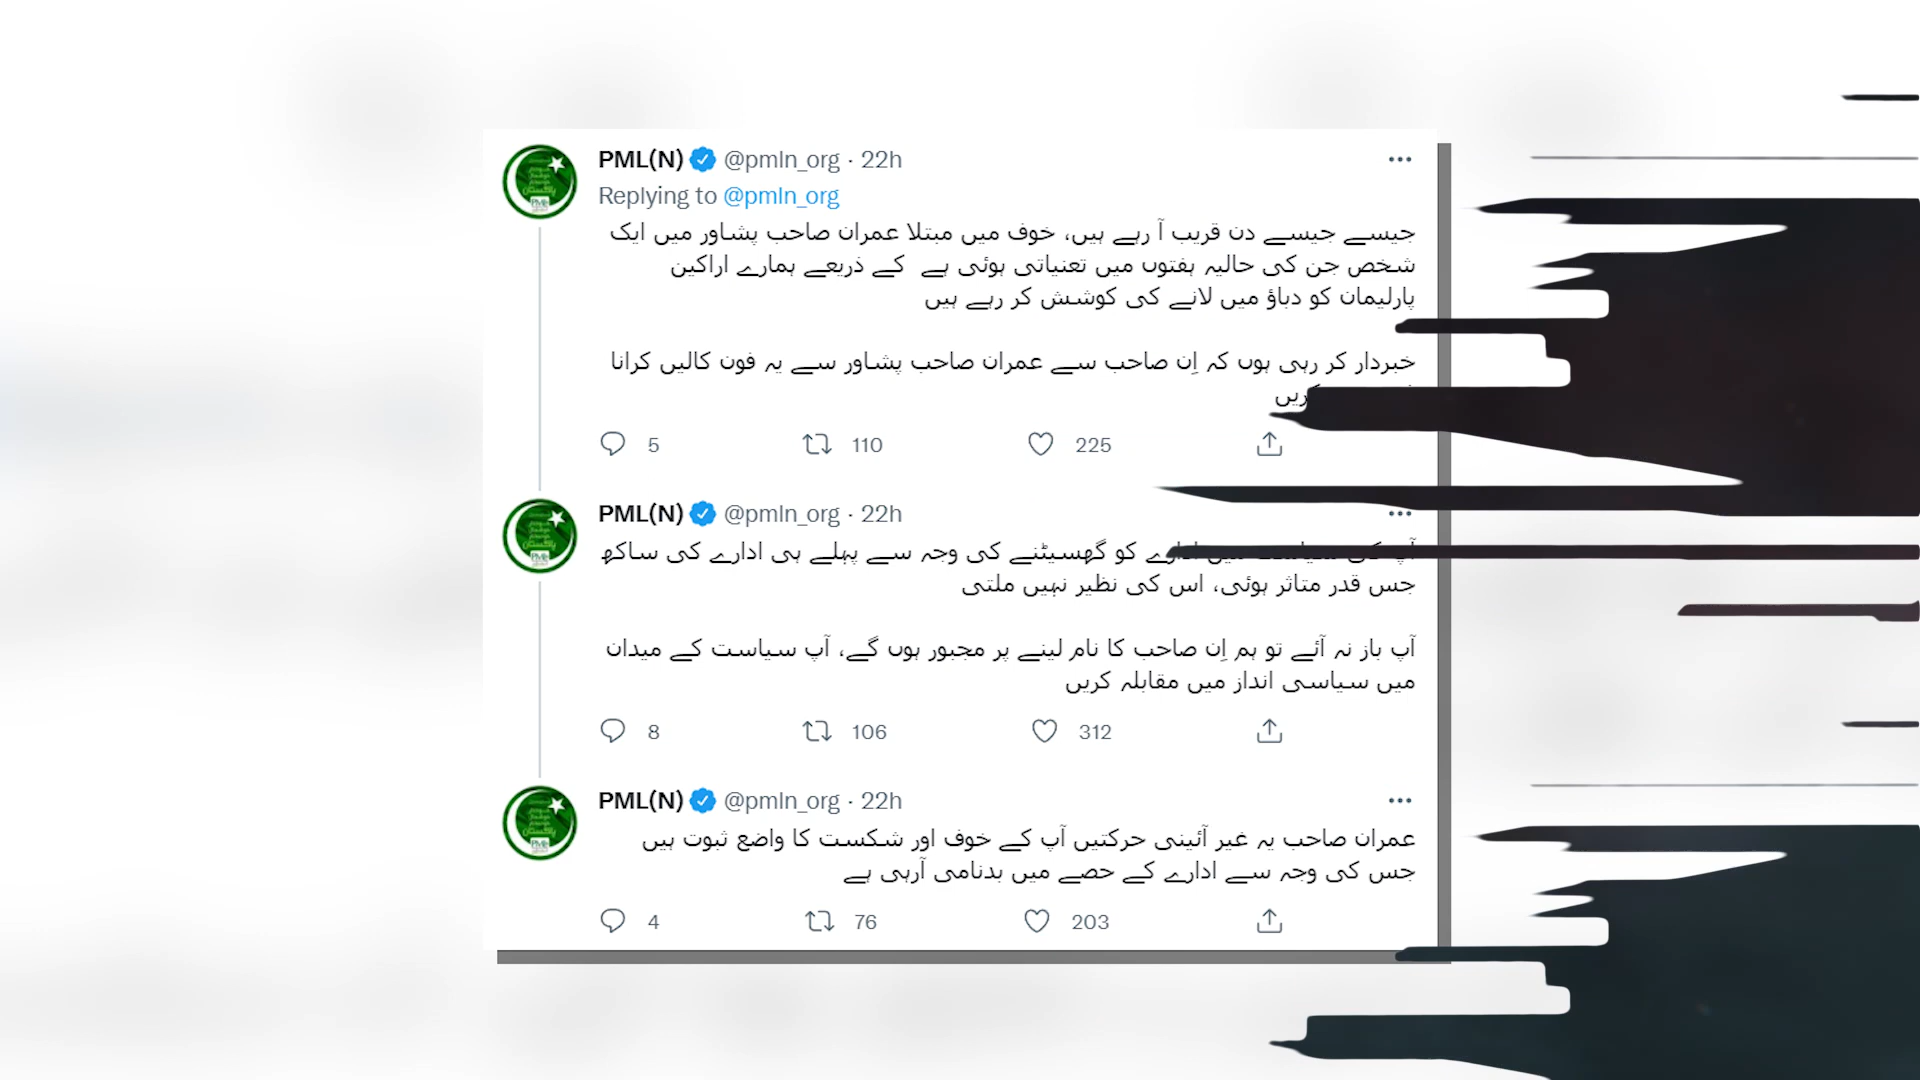 PML(N) @pmln_org · 22h
Replying to @pmln_org
جیسے جیسے دن قریب آ رہے ہیں، خوف میں مبتلا عمران صاحب پشاور میں ایک
شخص جن کی حالیہ ہفتوں میں تعنیاتی ہوئی ہے کے ذریعے ہمارے اراکین
پارلیمان کو دباؤ میں لانے کی کوشش کر رہے ہیں
خبردار کر رہی ہوں کہ اِن صاحب سے عمران صاحب پشاور سے یہ فون کالیں کرانا
کریں
5 110 225
PML(N) @pmln_org · 22h
ادارے کو گھسیٹنے کی وجہ سے پہلے ہی ادارے کی ساکھ
جس قدر متاثر ہوئی، اس کی نظیر نہیں ملتی
آپ باز نہ آئے تو ہم اِن صاحب کا نام لینے پر مجبور ہوں گے، آپ سیاست کے میدان
میں سیاسی انداز میں مقابلہ کریں
8 106 312
PML(N) @pmln_org · 22h
عمران صاحب یہ غیر آئینی حرکتیں آپ کے خوف اور شکست کا واضع ثبوت ہیں
جس کی وجہ سے ادارے کے حصے میں بدنامی آرہی ہے
4 76 203